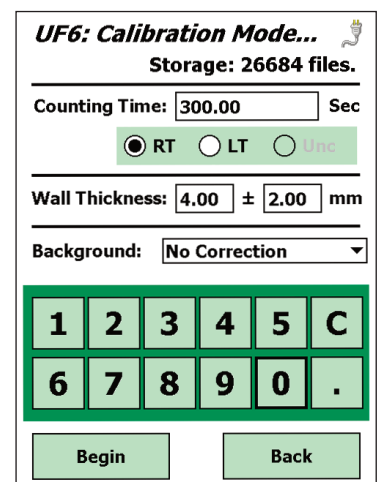 UF6: Calibration Mode...
Storage: 26684 files.
Counting Time: 300.00 Sec
RT LT Unc
Wall Thickness: 4.00 ± 2.00 mm
Background: No Correction
1 2 3 4 5 C
6 7 8 9 0 .
Begin Back